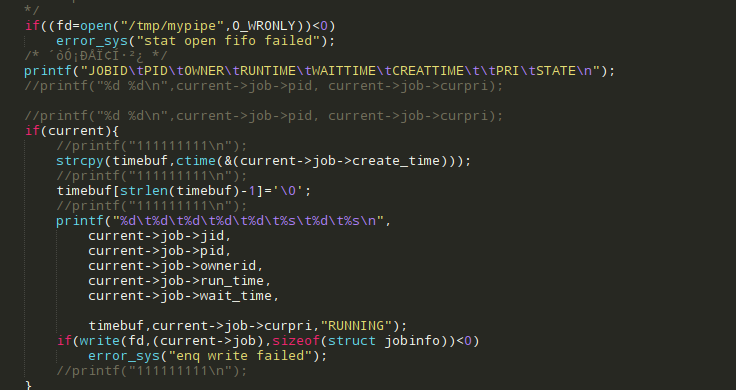 */
if((fd=open("/tmp/mypipe",O_WRONLY))<0)
error_sys("stat open fifo failed");
/* */
printf("JOBID\tPID\tOWNER\tRUNTIME\tWAITTIME\tCREATTIME\t\tPRI\tSTATE\n");
//printf("%d %d\n",current->job->pid, current->job->curpri);
//printf("%d %d\n",current->job->pid, current->job->curpri);
if(current){
//printf("111111111\n");
strcpy(timebuf,ctime(&(current->job->create_time)));
//printf("111111111\n");
timebuf[strlen(timebuf)-1]='\0';
//printf("111111111\n");
printf("%d\t%d\t%d\t%d\t%d\t%s\t%d\t%s\n",
current->job->jid,
current->job->pid,
current->job->ownerid,
current->job->run_time,
current->job->wait_time,
timebuf,current->job->curpri,"RUNNING");
if(write(fd,(current->job),sizeof(struct jobinfo))<0)
error_sys("enq write failed");
//printf("111111111\n");
}